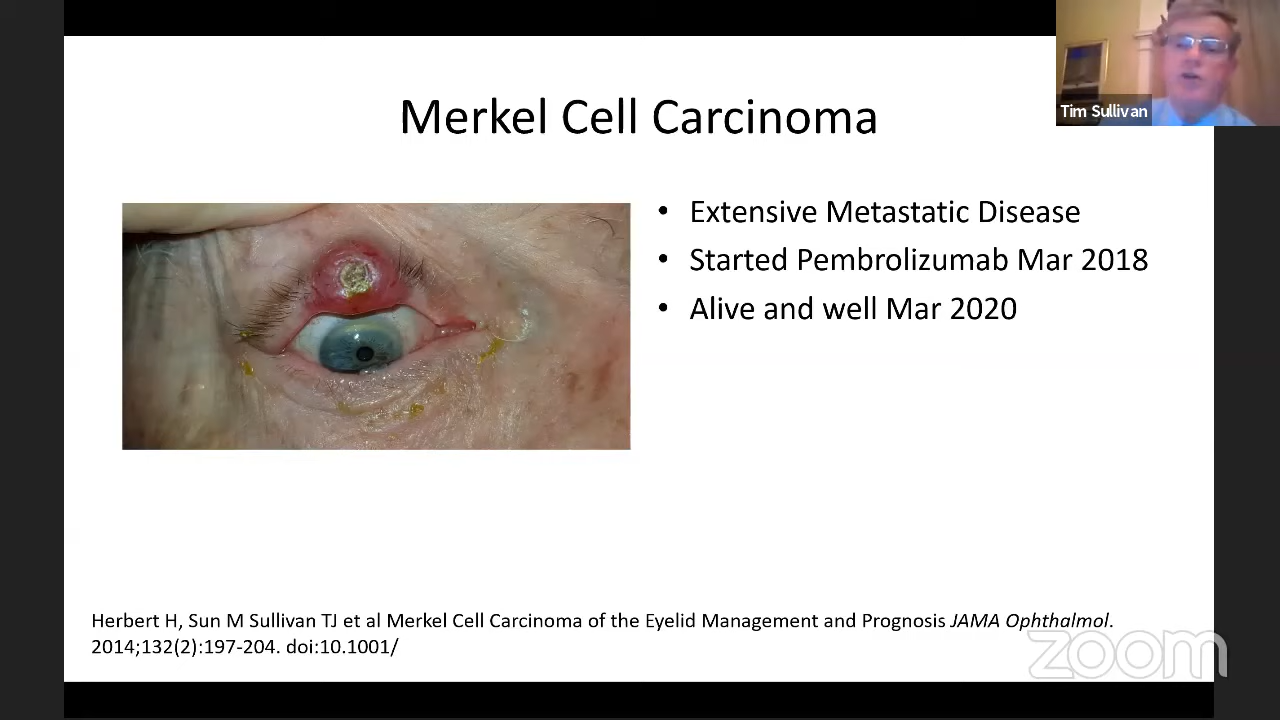 Merkel Cell Carcinoma
Tim Sullivan
• Extensive Metastatic Disease
• Started Pembrolizumab Mar 2018
• Alive and well Mar 2020
Herbert H, Sun M Sullivan TJ et al Merkel Cell Carcinoma of the Eyelid Management and Prognosis JAMA Ophthalmol.
2014;132(2):197-204. doi:10.1001/
zoom